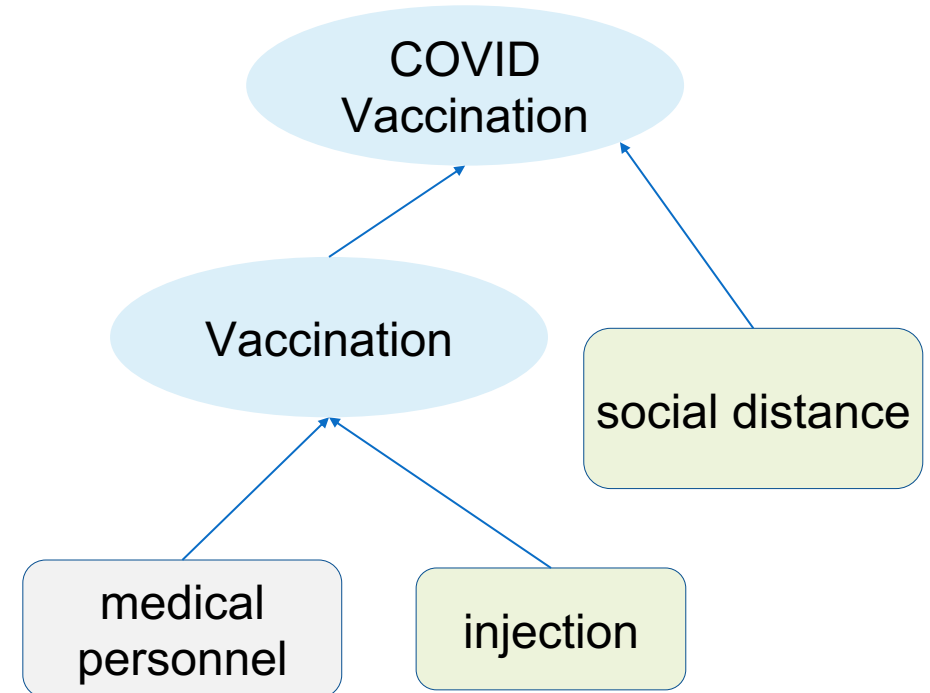 COVID
Vaccination
Vaccination
social distance
medical
personnel
injection